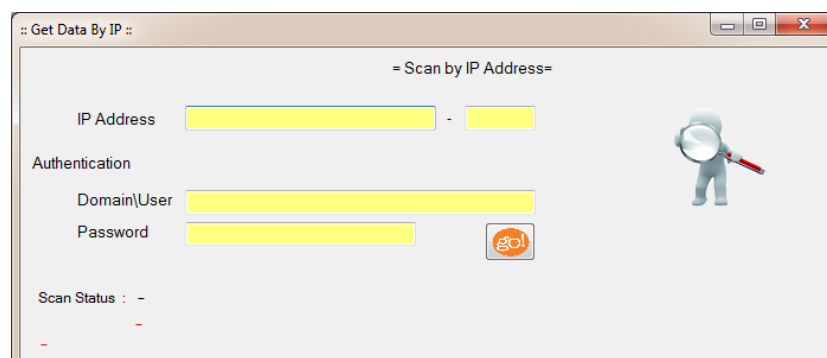 :: Get Data By IP ::
= Scan by IP Address=
IP Address -
Authentication
Domain\User
Password
go!
Scan Status : -
-
-